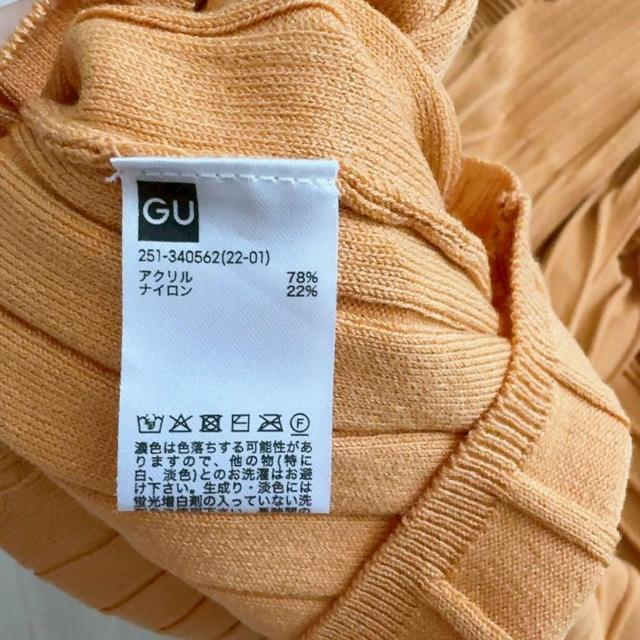 GU
251-340562(22-01)
アクリル 78%
ナイロン 22%
濃色は色落ちする可能性があ
りますので、他の物(特に
白、淡色)とのお洗濯はお避
け下さい。生成り・淡色には
蛍光増白剤の入っていない洗